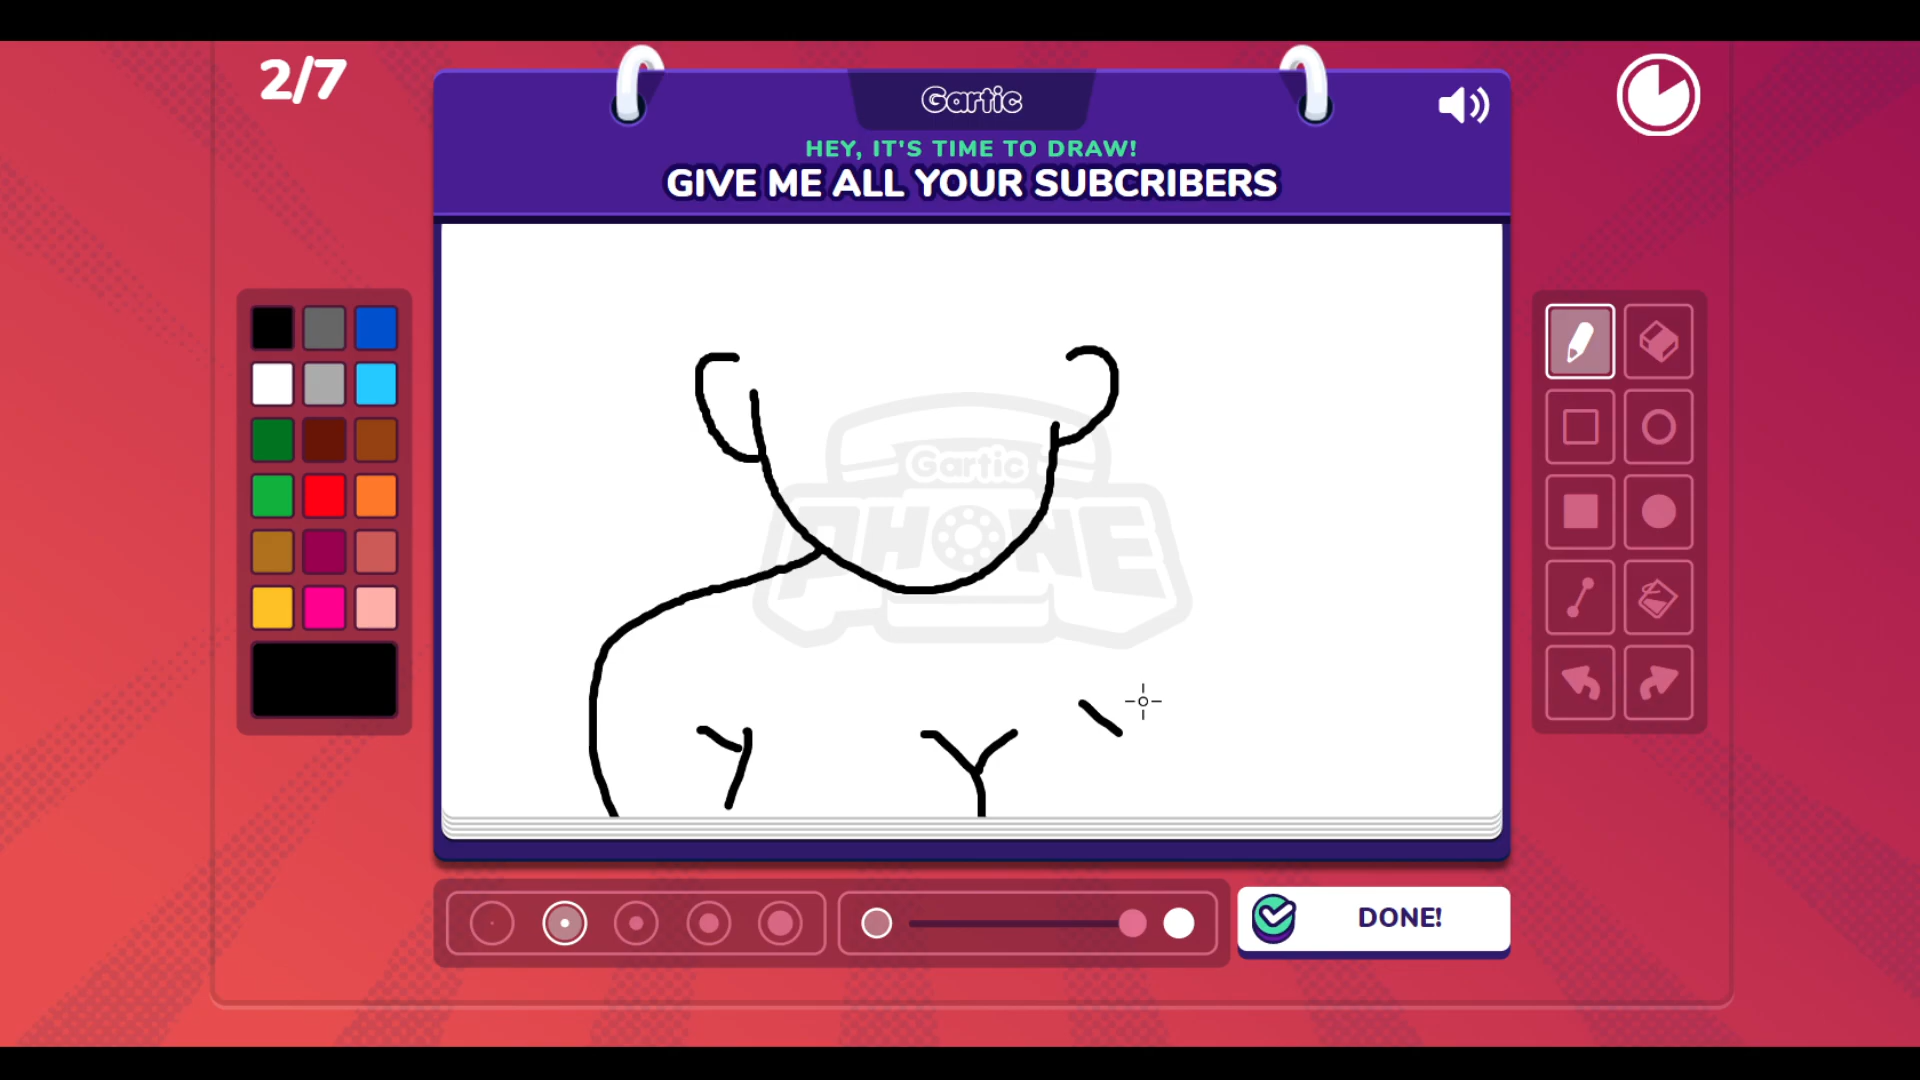 2/7
Gartic
HEY, IT'S TIME TO DRAW!
GIVE ME ALL YOUR SUBCRIBERS
Gartic
PHONE
DONE!